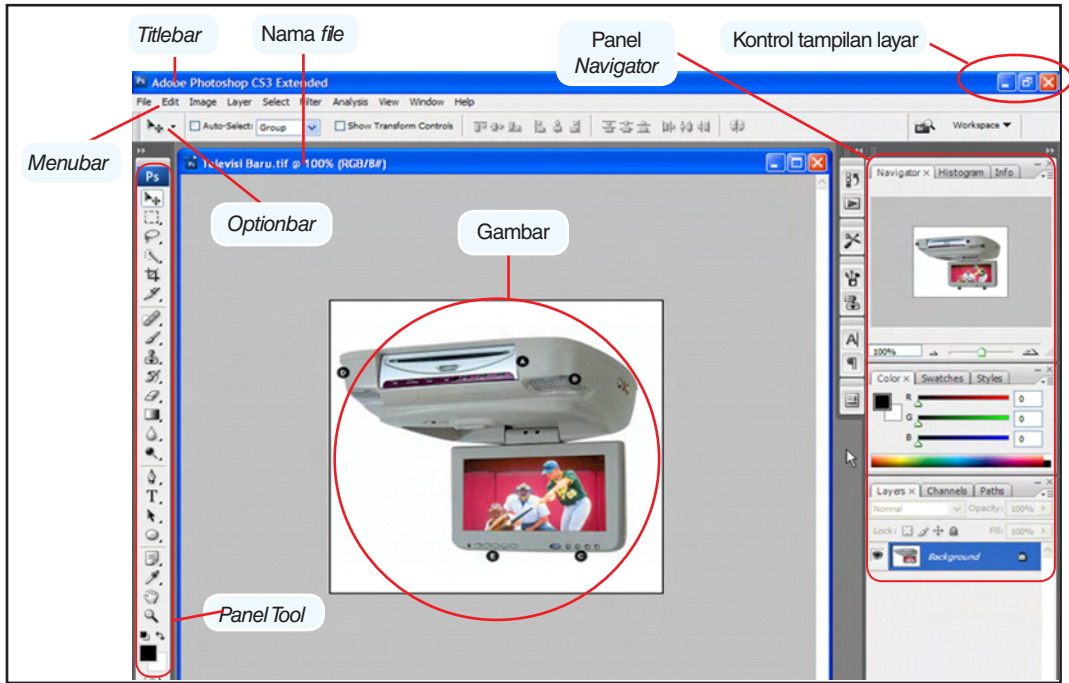 Titlebar
Nama file
Panel
Navigator
Kontrol tampilan layar
Adobe Photoshop CS3 Extended
File Edit Image Layer Select Filter Analysis View Window Help
Auto-Select: Group Show Transform Controls Workspace
Menubar
Optionbar
Gambar
Panel Tool
Ps
Televisi Baru.tif @ 100% (RGB/8#)
Navigator Histogram Info
100%
Color Swatches Styles
R 0
G 0
B 0
Layers Channels Paths
Normal Opacity: 100%
Lock: Fill: 100%
Background
A
D
E
C